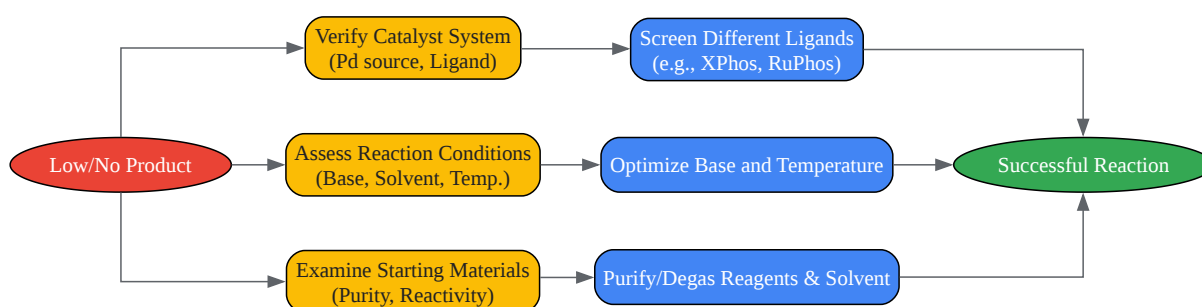 Verify Catalyst System
(Pd source, Ligand)
Screen Different Ligands
(e.g., XPhos, RuPhos)
Low/No Product
Assess Reaction Conditions
(Base, Solvent, Temp.)
Optimize Base and Temperature
Successful Reaction
Examine Starting Materials
(Purity, Reactivity)
Purify/Degas Reagents & Solvent